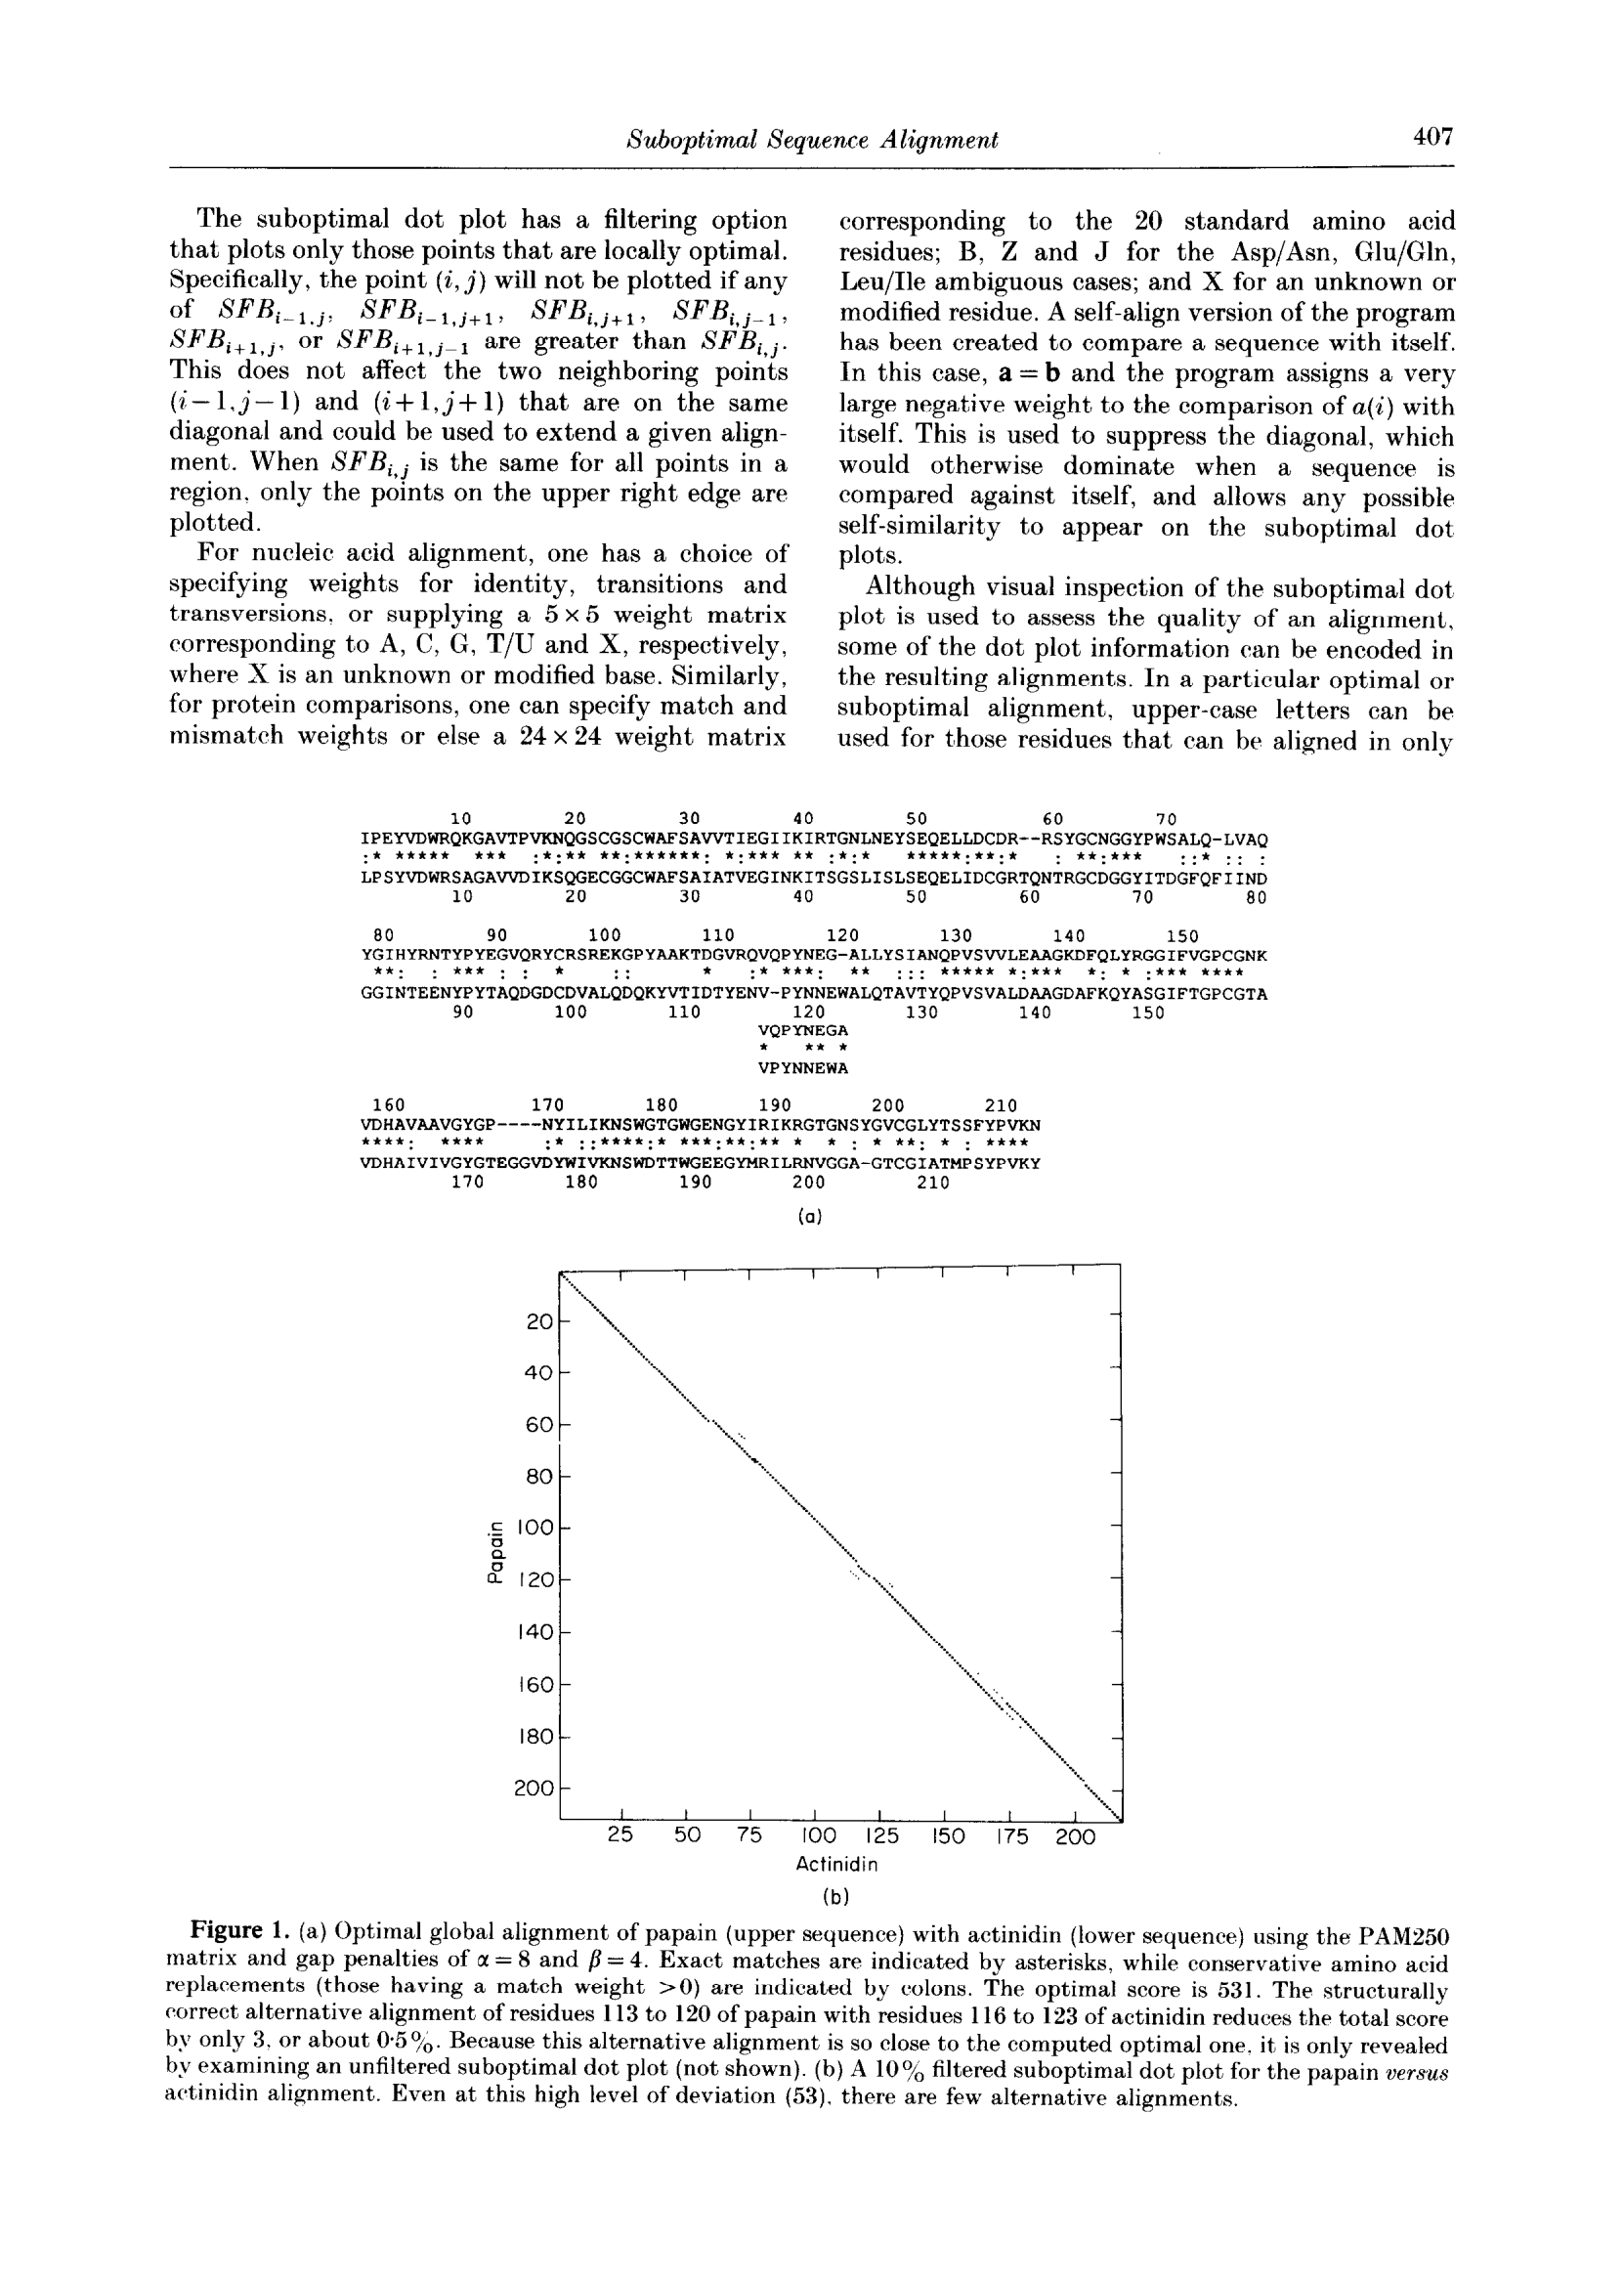 Suboptimal Sequence Alignment
407
The suboptimal dot plot has a filtering option
that plots only those points that are locally optimal.
Specifically, the point (i, j) will not be plotted if any
of SFBi−1,j, SFBi−1,j+1, SFBi,j+1, SFBi,j−1,
SFBi+1,j, or SFBi+1,j−1 are greater than SFBi,j.
This does not affect the two neighboring points
(i−1,j−1) and (i+1,j+1) that are on the same
diagonal and could be used to extend a given align-
ment. When SFBi,j is the same for all points in a
region, only the points on the upper right edge are
plotted.
For nucleic acid alignment, one has a choice of
specifying weights for identity, transitions and
transversions, or supplying a 5 × 5 weight matrix
corresponding to A, C, G, T/U and X, respectively,
where X is an unknown or modified base. Similarly,
for protein comparisons, one can specify match and
mismatch weights or else a 24 × 24 weight matrix
corresponding to the 20 standard amino acid
residues; B, Z and J for the Asp/Asn, Glu/Gln,
Leu/Ile ambiguous cases; and X for an unknown or
modified residue. A self-align version of the program
has been created to compare a sequence with itself.
In this case, a = b and the program assigns a very
large negative weight to the comparison of a(i) with
itself. This is used to suppress the diagonal, which
would otherwise dominate when a sequence is
compared against itself, and allows any possible
self-similarity to appear on the suboptimal dot
plots.
Although visual inspection of the suboptimal dot
plot is used to assess the quality of an alignment,
some of the dot plot information can be encoded in
the resulting alignments. In a particular optimal or
suboptimal alignment, upper-case letters can be
used for those residues that can be aligned in only
10 20 30 40 50 60 70
IPEYVDWRQKGAVTPVKNQGSCGSCWAFSAVVTIEGIIKIRTGNLNEYSEQELLDCDR--RSYGCNGGYPWSALQ-LVAQ
:* ***** *** :*:** **:******: *:*** ** :*:* *****:**:* : **:*** ::* :: :
LPSYVDWRSAGAVVDIKSQGECGGCWAFSAIATVEGINKITSGSLISLSEQELIDCGRTQNTRGCDGGYITDGFQFIIND
10 20 30 40 50 60 70 80
80 90 100 110 120 130 140 150
YGIHYRNTYPYEGVQRYCRSREKGPYAAKTDGVRQVQPYNEG-ALLYSIANQPVSVVLEAAGKDFQLYRGGIFVGPCGNK
**: : *** : : * :: * :* ***: ** ::: ***** *:*** *: * :*** ****
GGINTEENYPYTAQDGDCDVALQDQKYVTIDTYENV-PYNNEWALQTAVTYQPVSVALDAAGDAFKQYASGIFTGPCGTA
90 100 110 120 130 140 150
VQPYNEGA
* ** *
VPYNNEWA
160 170 180 190 200 210
VDHAVAAVGYGP----NYILIKNSWGTGWGENGYIRIKRGTGNSYGVCGLYTSSFYPVKN
****: **** :* ::****:* ***:**:** * * : * **: * : ****
VDHAIVIVGYGTEGGVDYWIVKNSWDTTWGEEGYMRILRNVGGA-GTCGIATMPSYPVKY
170 180 190 200 210
(a)
20
40
60
80
100
120
140
160
180
200
Papain
25 50 75 100 125 150 175 200
Actinidin
(b)
Figure 1. (a) Optimal global alignment of papain (upper sequence) with actinidin (lower sequence) using the PAM250
matrix and gap penalties of α = 8 and β = 4. Exact matches are indicated by asterisks, while conservative amino acid
replacements (those having a match weight >0) are indicated by colons. The optimal score is 531. The structurally
correct alternative alignment of residues 113 to 120 of papain with residues 116 to 123 of actinidin reduces the total score
by only 3, or about 0·5%. Because this alternative alignment is so close to the computed optimal one, it is only revealed
by examining an unfiltered suboptimal dot plot (not shown). (b) A 10% filtered suboptimal dot plot for the papain versus
actinidin alignment. Even at this high level of deviation (53), there are few alternative alignments.